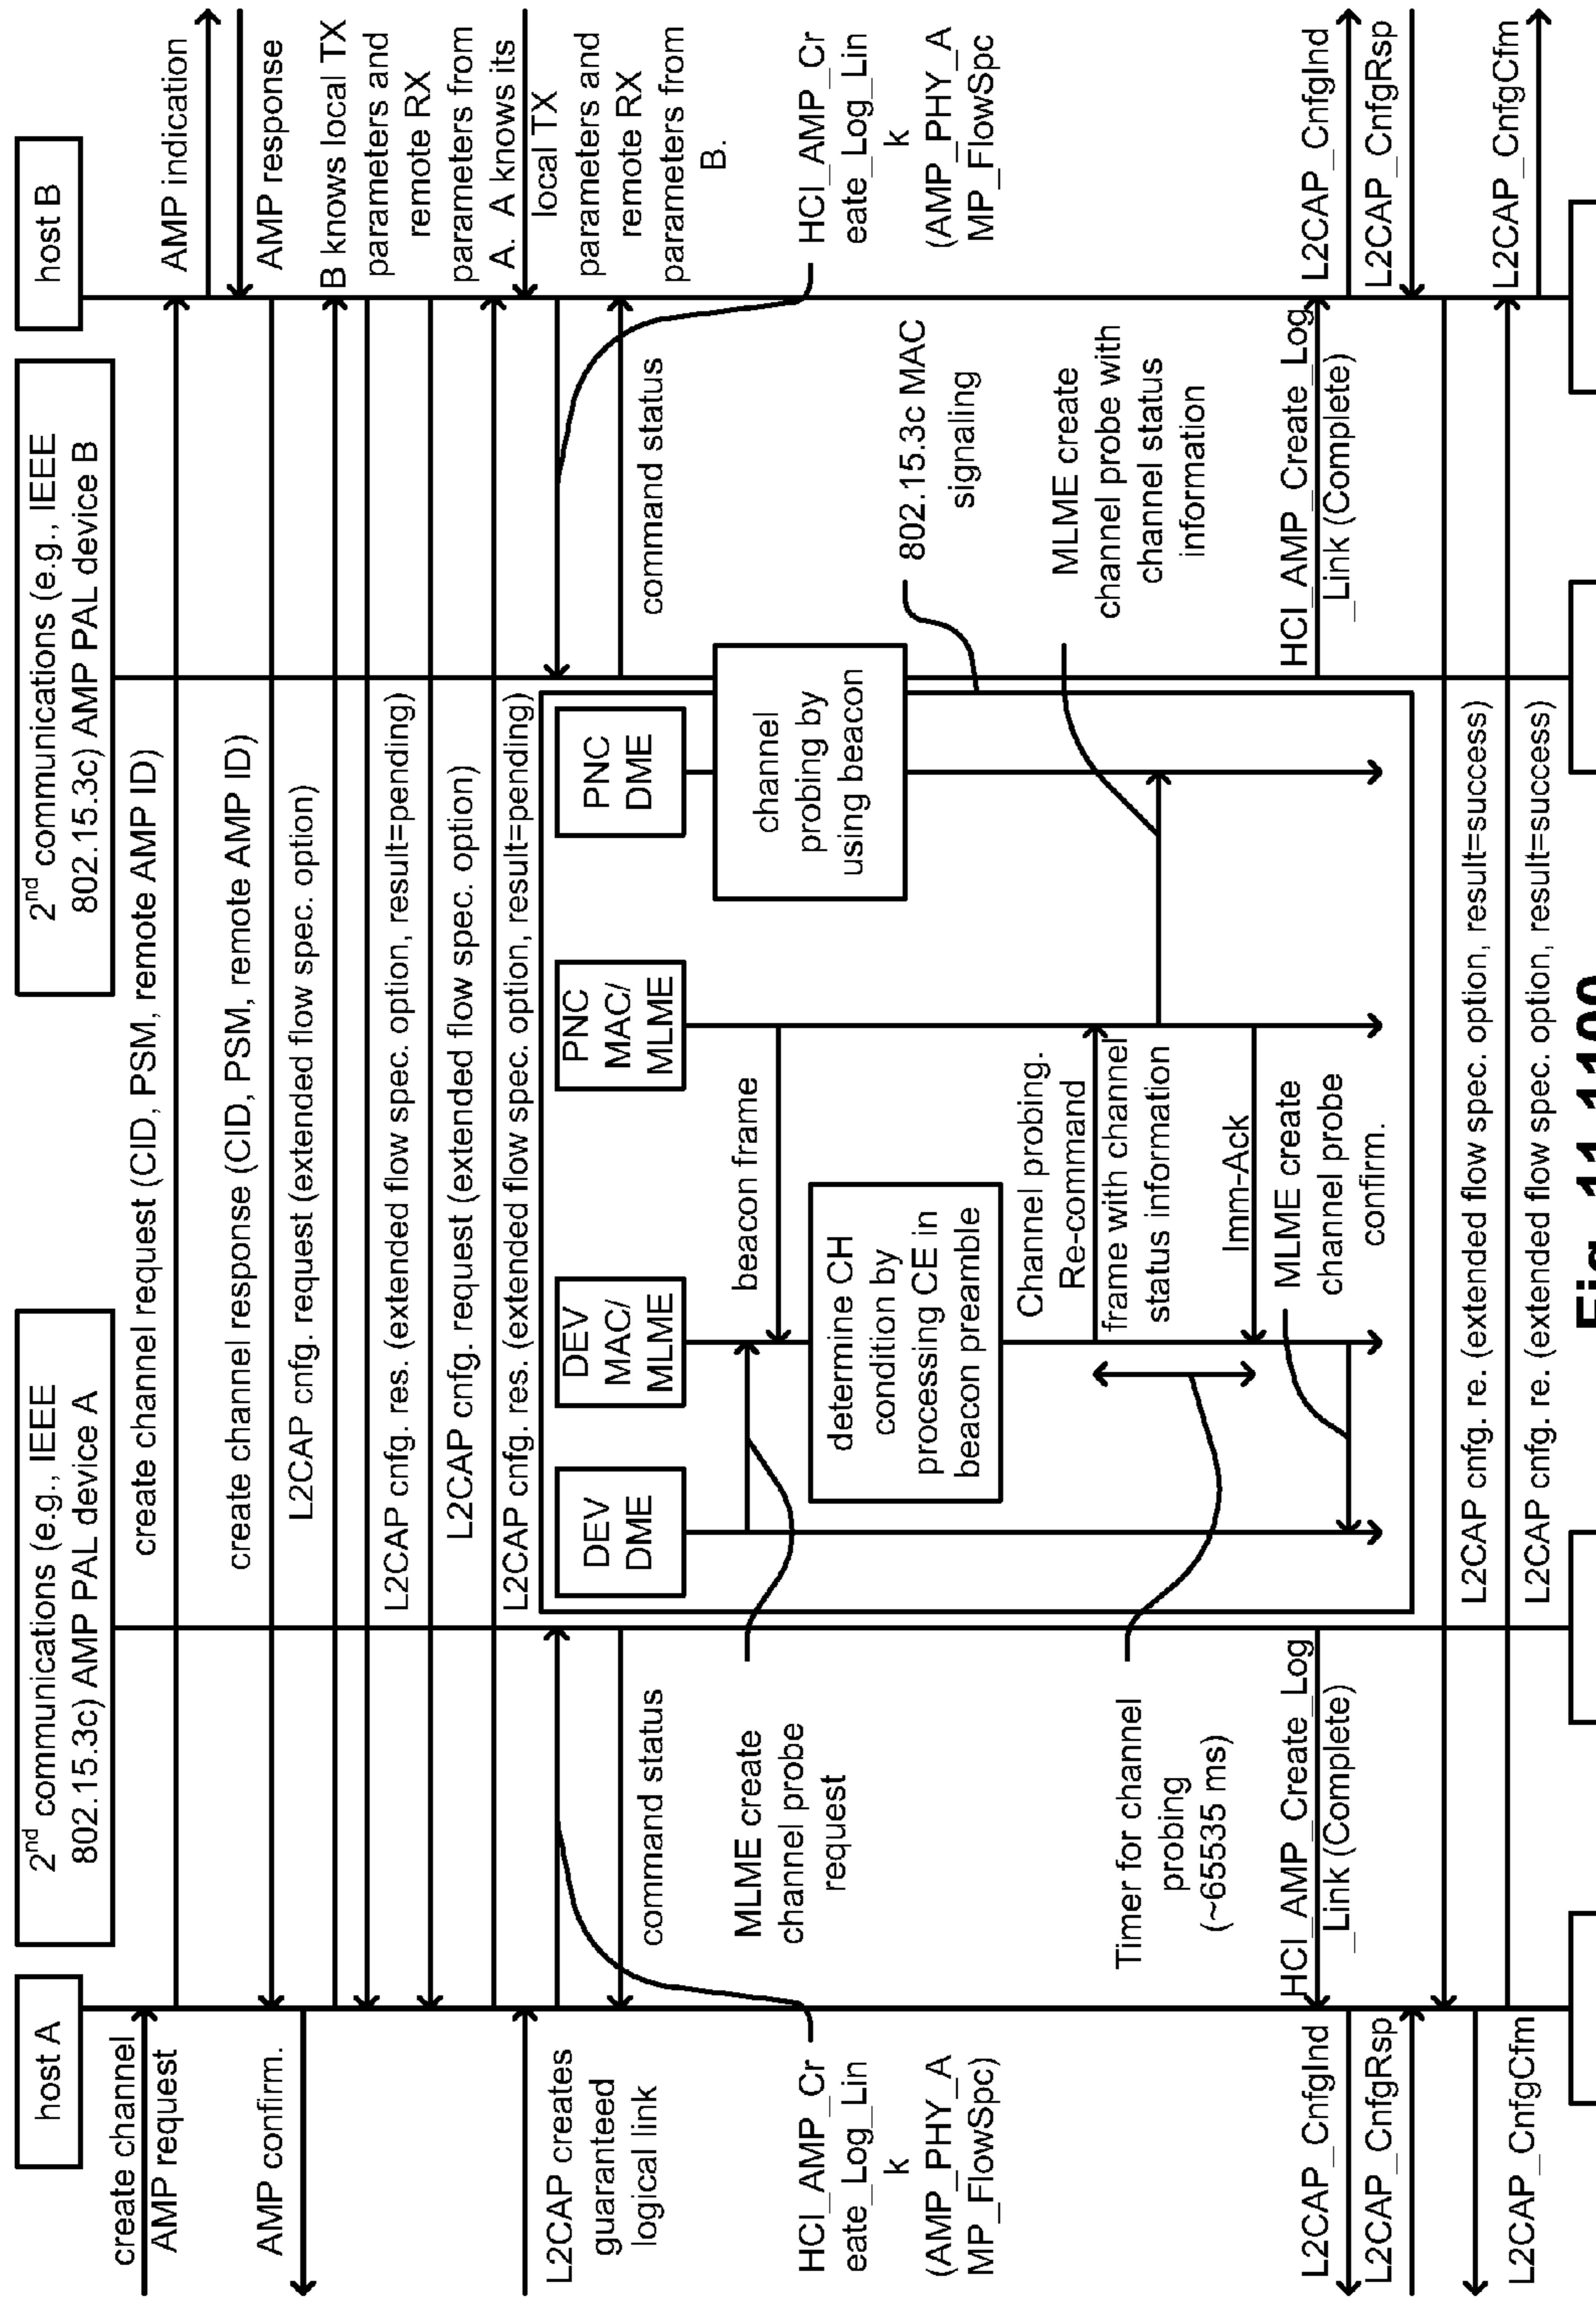 host A
2nd communications (e.g., IEEE
802.15.3c) AMP PAL device A
2nd communications (e.g., IEEE
802.15.3c) AMP PAL device B
host B
create channel
AMP request
create channel request (CID, PSM, remote AMP ID)
AMP indication
AMP response
create channel response (CID, PSM, remote AMP ID)
AMP confirm.
L2CAP cnfg. request (extended flow spec. option)
L2CAP cnfg. res. (extended flow spec. option, result=pending)
L2CAP cnfg. request (extended flow spec. option)
L2CAP cnfg. res. (extended flow spec. option, result=pending)
B knows local TX
parameters and
remote RX
parameters from
A. A knows its
local TX
parameters and
remote RX
parameters from
B.
L2CAP creates
guaranteed
logical link
command status
command status
HCI_AMP_Cr
eate_Log_Lin
k
(AMP_PHY_A
MP_FlowSpc)
HCI_AMP_Cr
eate_Log_Lin
k
(AMP_PHY_A
MP_FlowSpc
DEV
DME
DEV
MAC/
MLME
PNC
MAC/
MLME
PNC
DME
MLME create
channel probe
request
beacon frame
channel
probing by
using beacon
802.15.3c MAC
signaling
determine CH
condition by
processing CE in
beacon preamble
Channel probing.
Re-command
frame with channel
status information
MLME create
channel probe with
channel status
information
Timer for channel
probing
(~65535 ms)
Imm-Ack
MLME create
channel probe
confirm.
HCI_AMP_Create_Log
_Link (Complete)
HCI_AMP_Create_Log
_Link (Complete)
L2CAP_CnfgInd
L2CAP_CnfgRsp
L2CAP_CnfgInd
L2CAP_CnfgRsp
L2CAP cnfg. re. (extended flow spec. option, result=success)
L2CAP_CnfgCfm
L2CAP cnfg. re. (extended flow spec. option, result=success)
L2CAP_CnfgCfm